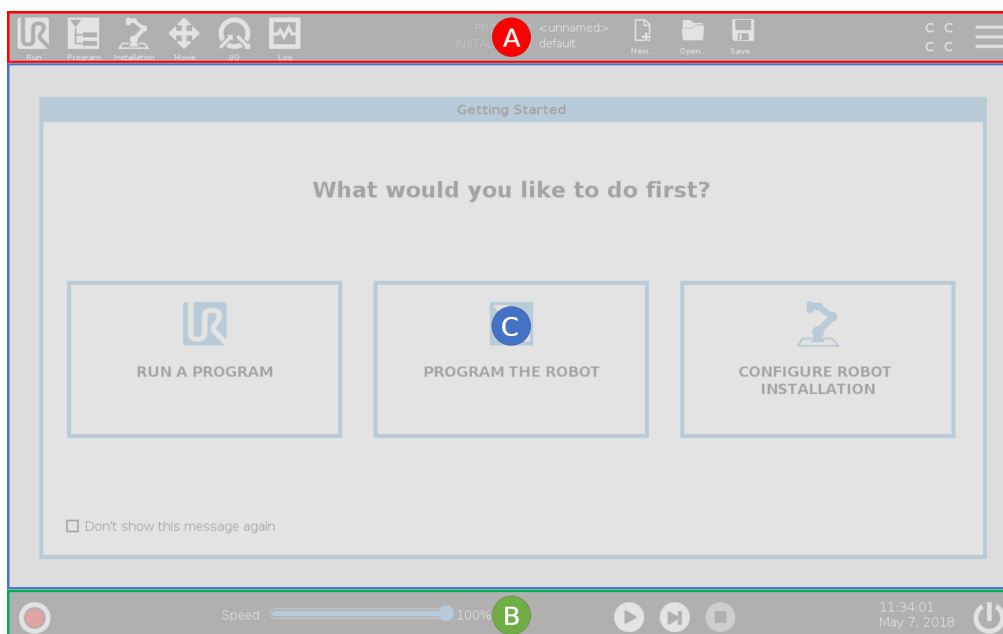 PR
<unnamed>
INSTAL
default
A
Run
Program
Installation
Move
I/O
Log
New...
Open...
Save...
C C
C C
Getting Started
What would you like to do first?
C
RUN A PROGRAM
PROGRAM THE ROBOT
CONFIGURE ROBOT
INSTALLATION
Don't show this message again
Speed
100%
B
11:34:01
May 7, 2018